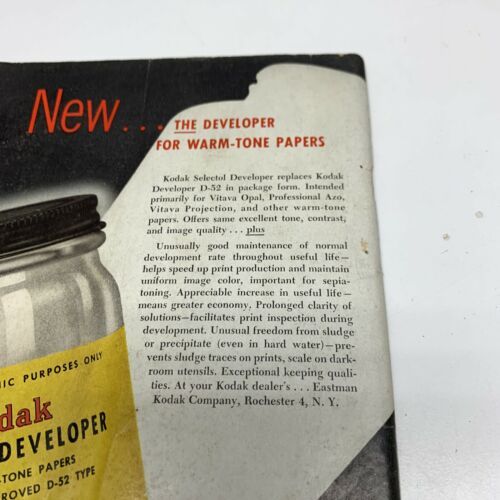 New...
THE DEVELOPER
FOR WARM-TONE PAPERS
Kodak Selectol Developer replaces Kodak
Developer D-52 in package form. Intended
primarily for Vitava Opal, Professional Azo,
Vitava Projection, and other warm-tone
papers. Offers same excellent tone, contrast,
and image quality . . . plus
Unusually good maintenance of normal
development rate throughout useful life—
helps speed up print production and maintain
uniform image color, important for sepia-
toning. Appreciable increase in useful life—
means greater economy. Prolonged clarity of
solutions—facilitates print inspection during
development. Unusual freedom from sludge
or precipitate (even in hard water)—pre-
vents sludge traces on prints, scale on dark-
room utensils. Exceptional keeping quali-
ties. At your Kodak dealer's . . . Eastman
Kodak Company, Rochester 4, N. Y.
IC PURPOSES ONLY
dak
DEVELOPER
-TONE PAPERS
ROVED D-52 TYPE